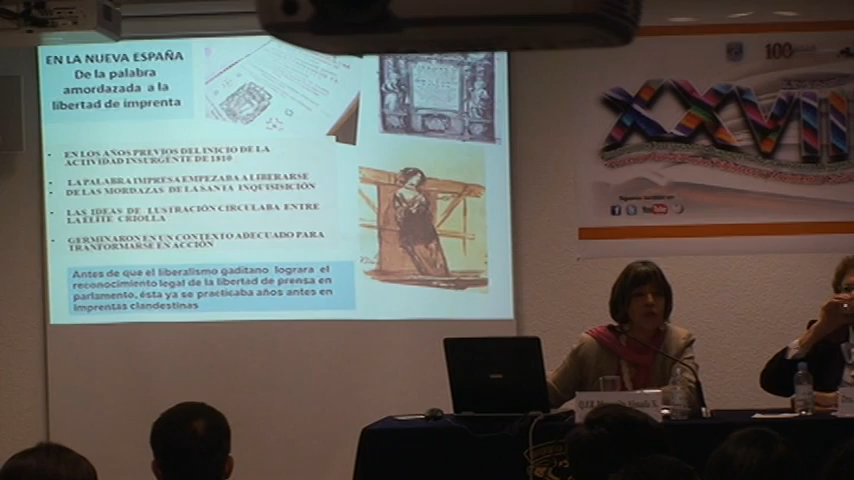 EN LA NUEVA ESPAÑA
De la palabra
amordazada a la
libertad de imprenta
EN LOS AÑOS PREVIOS DEL INICIO DE LA
ACTIVIDAD INSURGENTE DE 1810
LA PALABRA IMPRESA EMPEZABA A LIBERARSE
DE LAS MORDAZAS DE LA SANTA INQUISISICIÓN
LAS IDEAS DE LUSTRACIÓN CIRCULABA ENTRE
LA ELITE CRIOLLA
GERMINARON EN UN CONTEXTO ADECUADO PARA
TRANFORMARSE EN ACCIÓN
Antes de que el liberalismo gaditano lograra el
reconocimiento legal de la libertad de prensa en
parlamento, ésta ya se practicaba años antes en
imprentas clandestinas
100
XXVII
YouTube